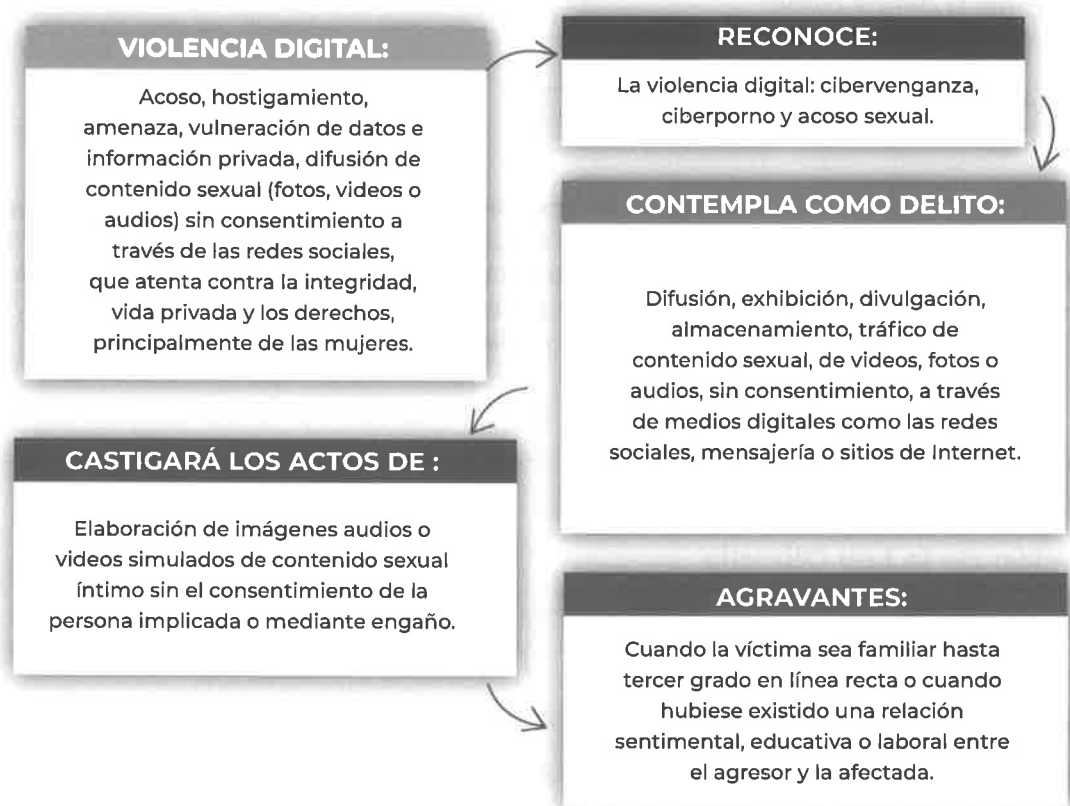 VIOLENCIA DIGITAL:
Acoso, hostigamiento,
amenaza, vulneración de datos e
información privada, difusión de
contenido sexual (fotos, videos o
audios) sin consentimiento a
través de las redes sociales,
que atenta contra la integridad,
vida privada y los derechos,
principalmente de las mujeres.
RECONOCE:
La violencia digital: cibervenganza,
ciberporno y acoso sexual.
CONTEMPLA COMO DELITO:
Difusión, exhibición, divulgación,
almacenamiento, tráfico de
contenido sexual, de videos, fotos o
audios, sin consentimiento, a través
de medios digitales como las redes
sociales, mensajería o sitios de Internet.
CASTIGARÁ LOS ACTOS DE :
Elaboración de imágenes audios o
videos simulados de contenido sexual
íntimo sin el consentimiento de la
persona implicada o mediante engaño.
AGRAVANTES:
Cuando la víctima sea familiar hasta
tercer grado en línea recta o cuando
hubiese existido una relación
sentimental, educativa o laboral entre
el agresor y la afectada.